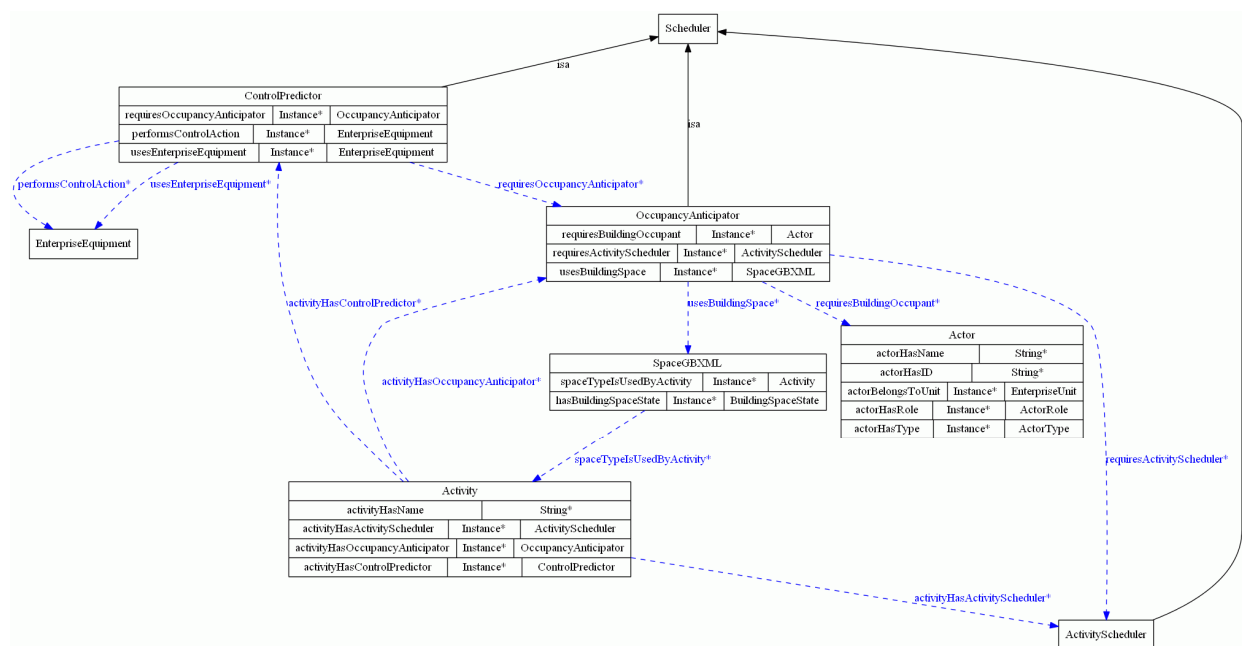 Scheduler
isa
ControlPredictor
requiresOccupancyAnticipator Instance* OccupancyAnticipator
performsControlAction Instance* EnterpriseEquipment
usesEnterpriseEquipment Instance* EnterpriseEquipment
isa
performsControlAction* usesEnterpriseEquipment* requiresOccupancyAnticipator*
EnterpriseEquipment
OccupancyAnticipator
requiresBuildingOccupant Instance* Actor
requiresActivityScheduler Instance* ActivityScheduler
usesBuildingSpace Instance* SpaceGBXML
activityHasControlPredictor* usesBuildingSpace* requiresBuildingOccupant*
Actor
actorHasName String*
actorHasID String*
actorBelongsToUnit Instance* EnterpriseUnit
actorHasRole Instance* ActorRole
actorHasType Instance* ActorType
SpaceGBXML
spaceTypeIsUsedByActivity Instance* Activity
hasBuildingSpaceState Instance* BuildingSpaceState
activityHasOccupancyAnticipator*
spaceTypeIsUsedByActivity* requiresActivityScheduler*
Activity
activityHasName String*
activityHasActivityScheduler Instance* ActivityScheduler
activityHasOccupancyAnticipator Instance* OccupancyAnticipator
activityHasControlPredictor Instance* ControlPredictor
activityHasActivityScheduler*
ActivityScheduler